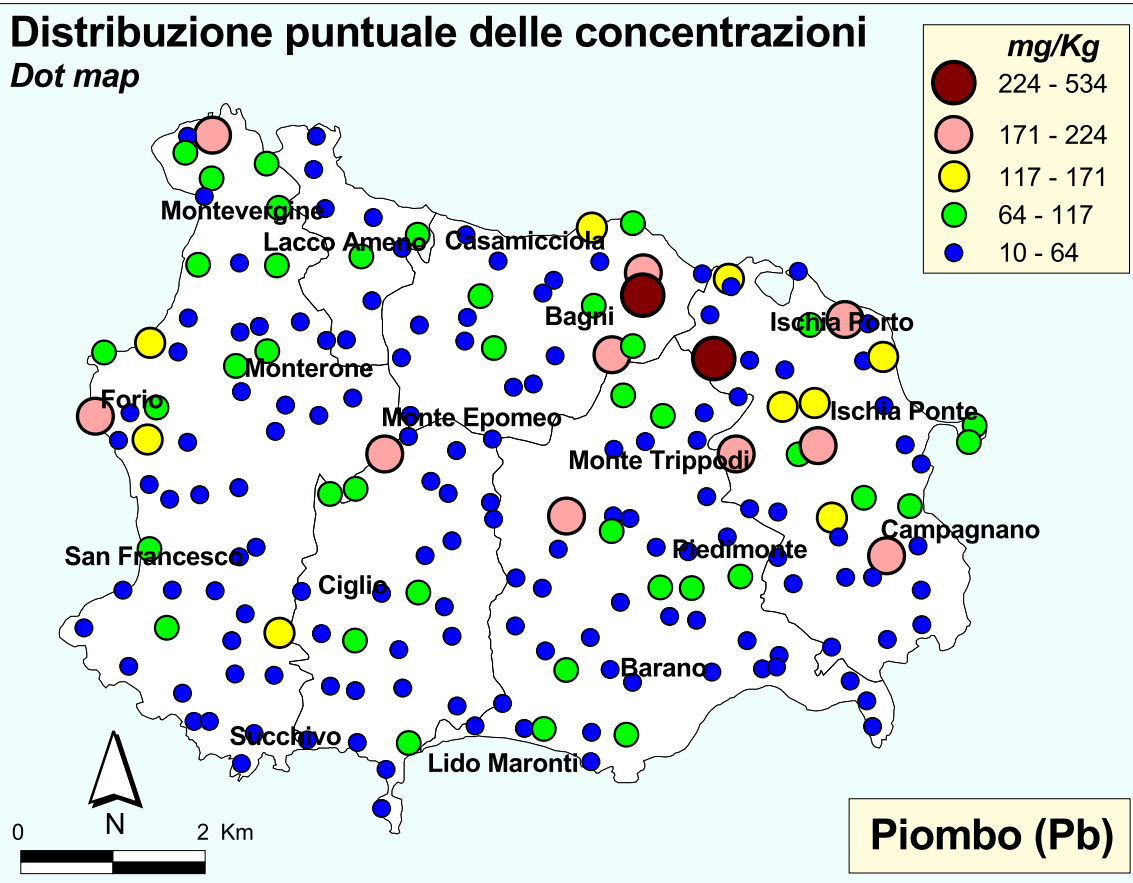 Distribuzione puntuale delle concentrazioni
Dot map
mg/Kg
224 - 534
171 - 224
117 - 171
64 - 117
10 - 64
Montevergine
Lacco Ameno
Casamicciola
Bagni
Ischia Porto
Monterone
Forio
Monte Epomeo
Ischia Ponte
Monte Trippodi
Campagnano
San Francesco
Piedimonte
Ciglio
Barano
Succhivo
Lido Maronti
N
0 2 Km
Piombo (Pb)